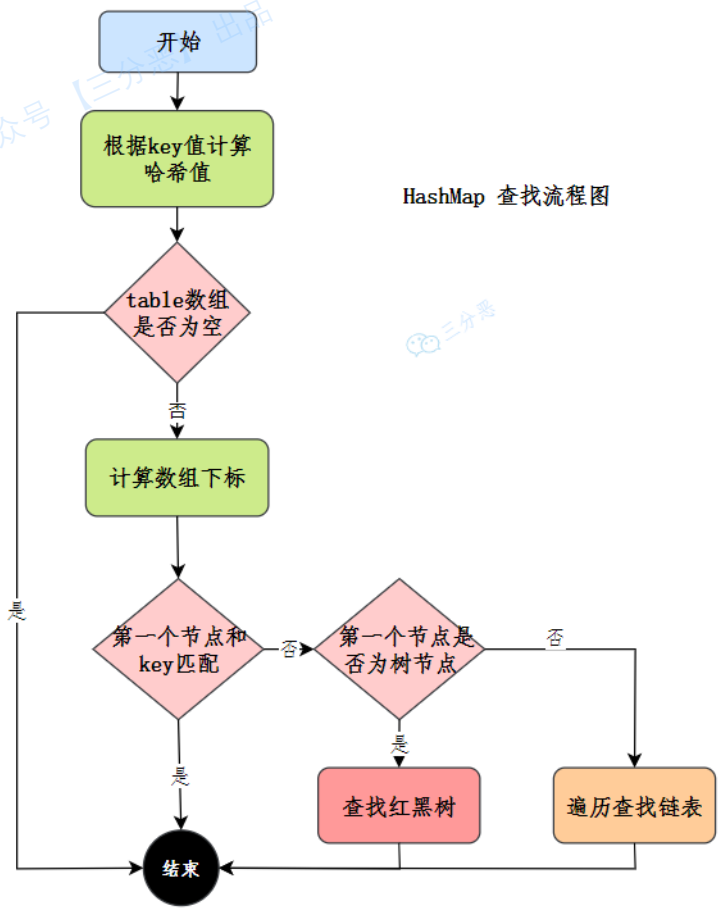 众号【三分恶】出品
开始
根据key值计算
哈希值
HashMap 查找流程图
table数组
是否为空
三分恶
否
计算数组下标
是
第一个节点和
key匹配
否
第一个节点是
否为树节点
否
是
是
查找红黑树
遍历查找链表
结束